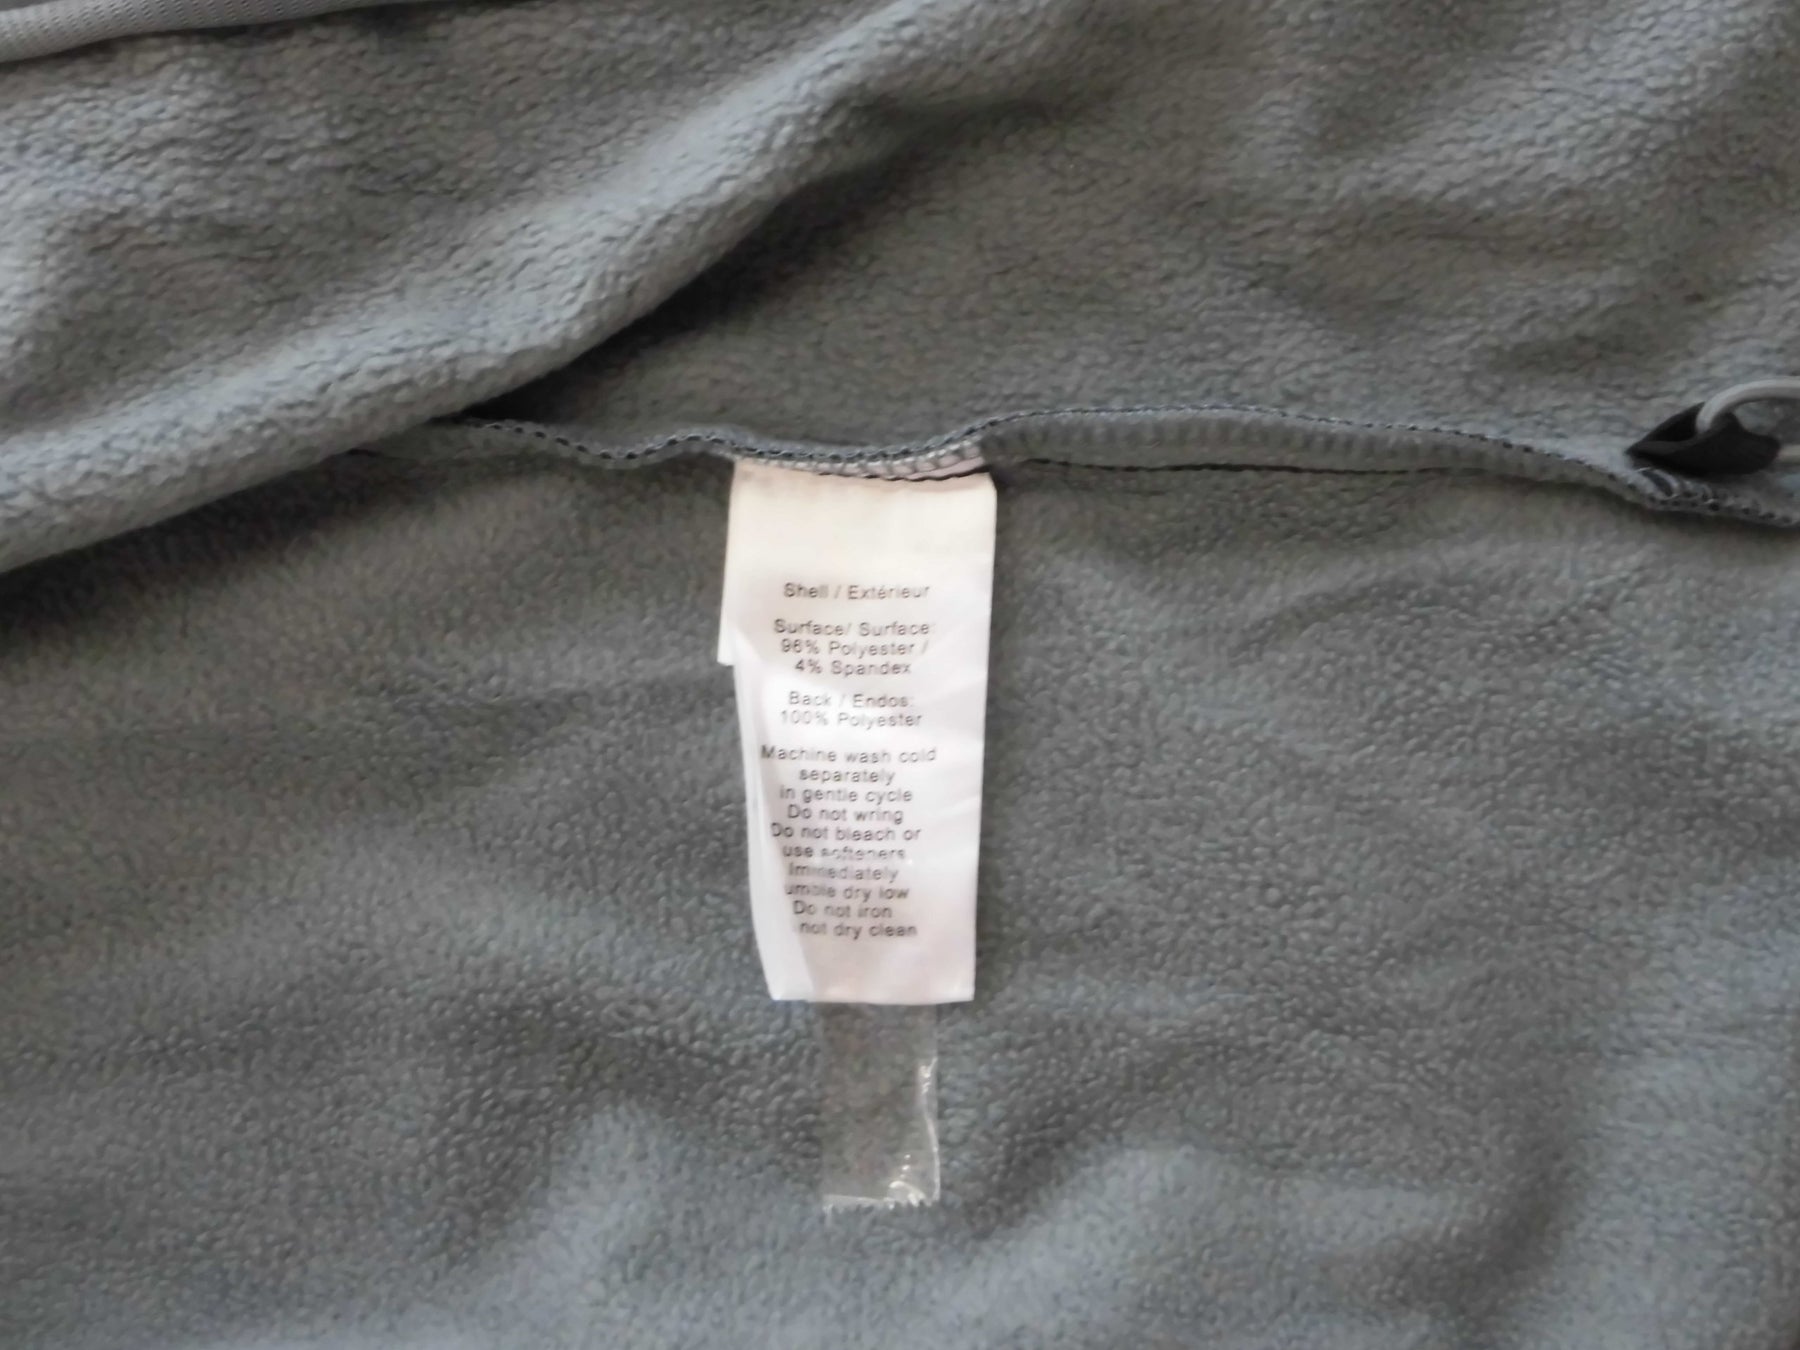 Shell / Extérieur
Surface/ Surface:
96% Polyester /
4% Spandex
Back / Endos:
100% Polyester
Machine wash cold
separately
in gentle cycle
Do not wring
Do not bleach or
use softeners
Immediately
umble dry low
Do not iron
not dry clean